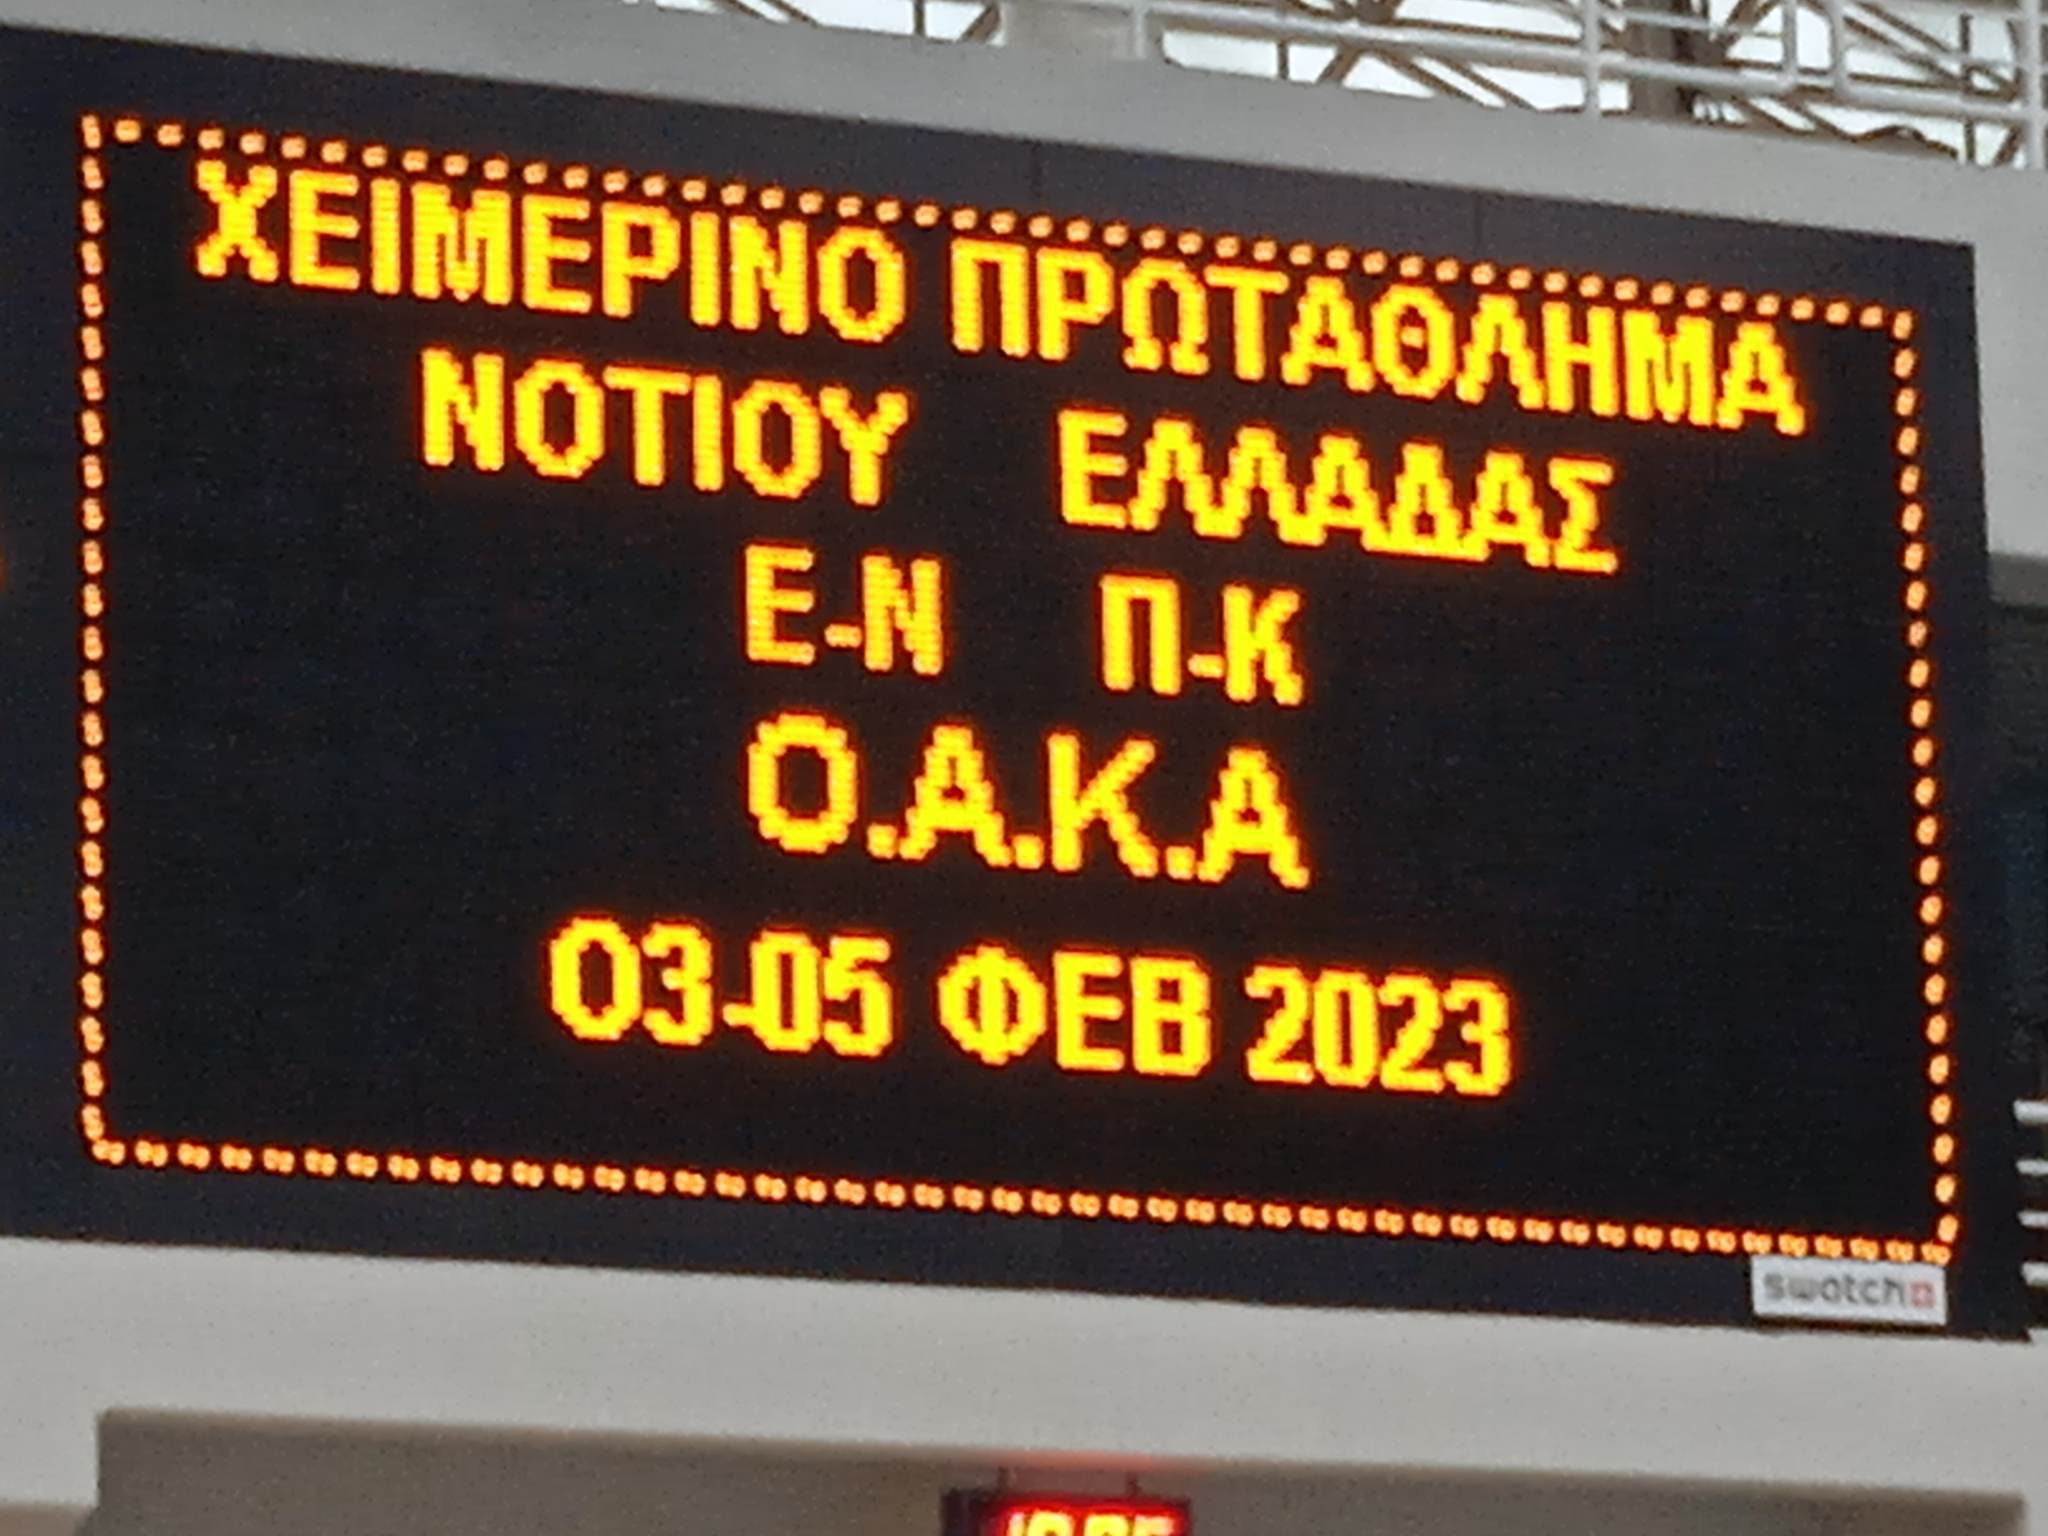 ΧΕΙΜΕΡΙΝΟ ΠΡΩΤΑΘΛΗΜΑ
ΝΟΤΙΟΥ ΕΛΛΑΔΑΣ
Ε-Ν Π-Κ
Ο.Α.Κ.Α
03-05 ΦΕΒ 2023
swatch